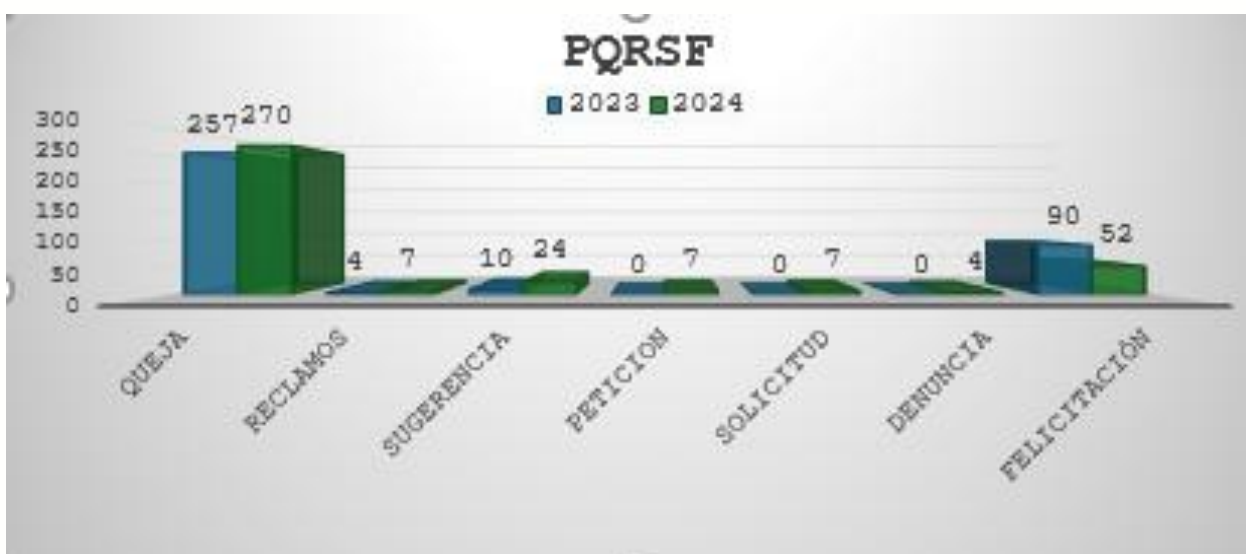 PQRSF
2023 2024
300
250
200
150
100
50
0
257 270
4 7
10 24
0 7
0 7
0 4
90 52
QUEJA
RECLAMOS
SUGERENCIA
PETICION
SOLICITUD
DENUNCIA
FELICITACIÓN